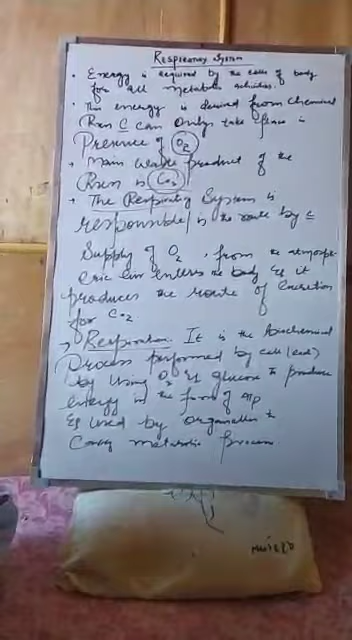 Respiratory System
• Energy is required by the cells of body
for all metabolic activities.
• This energy is derived from chemical
Rxn C can only take place in
Presence of O2
→ Main waste product of the
Rxn is Co2
→ The Respiratry System is
responsible/is the route by C
Supply of O2, from the atmosph-
eric air enters the body & it
produces the route of Excretion
for Co2
→ Respiration: It is the biochemical
Process performed by cell
by using O2 & glucose to produce
energy in the form of ATP
& used by organelles to
Carry metabolic process